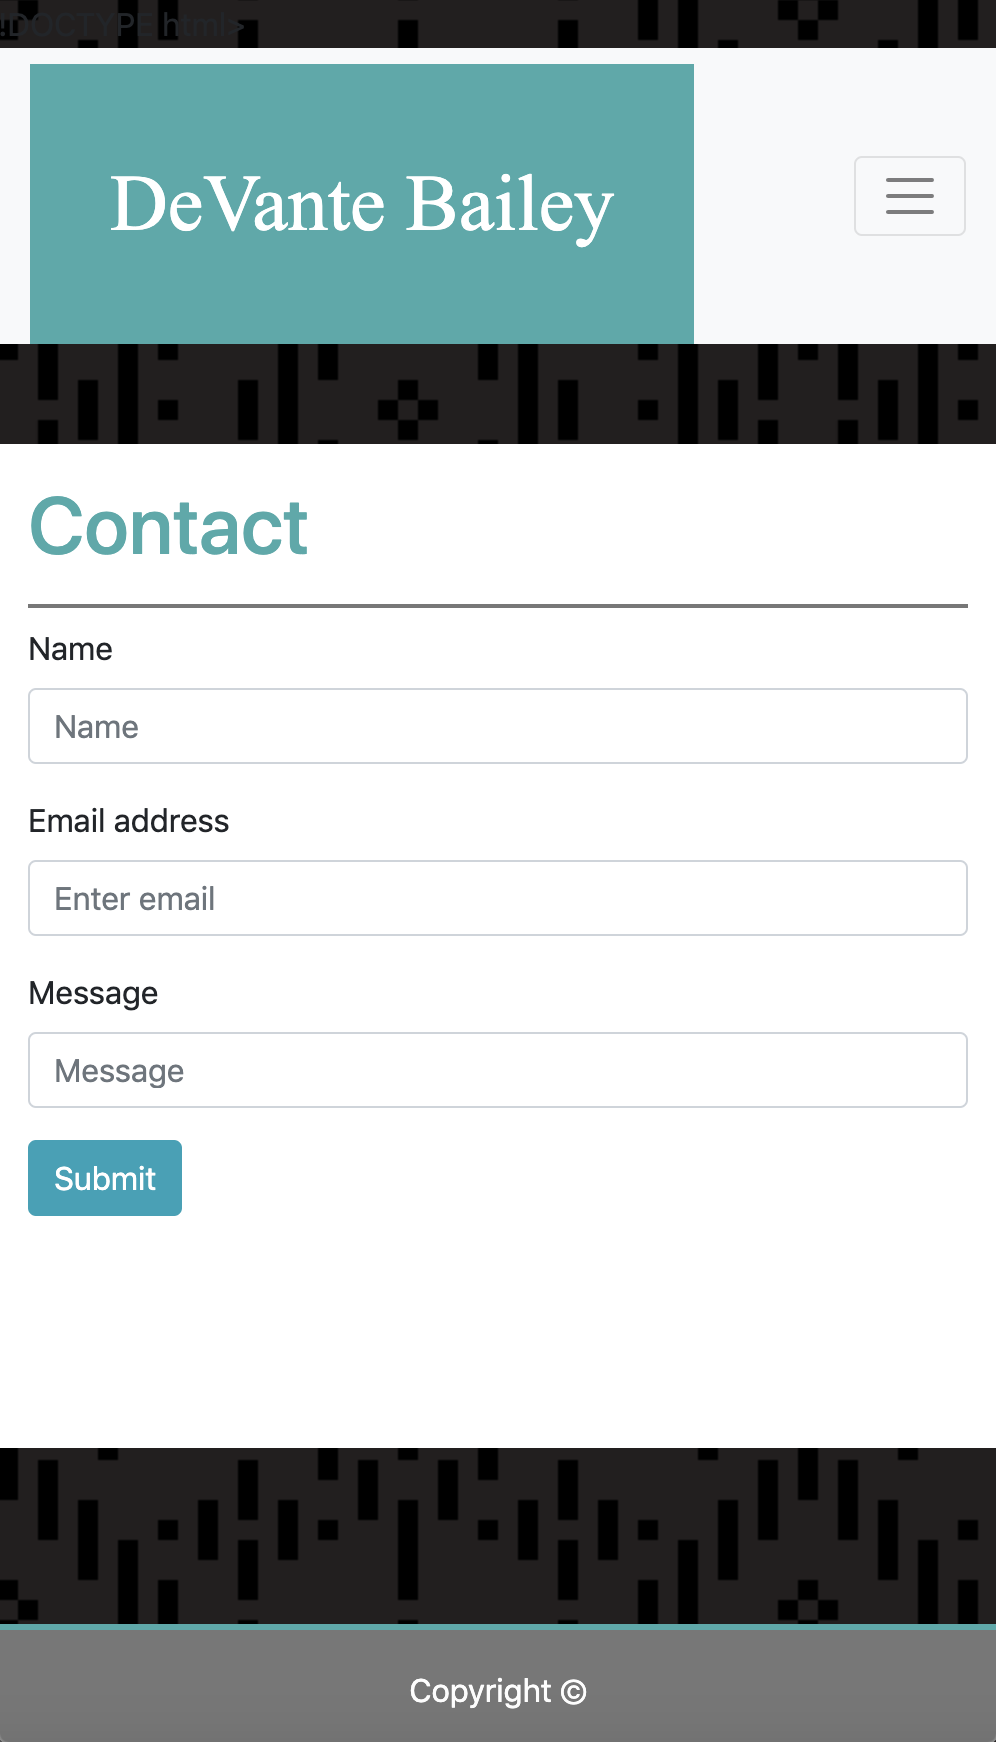 !DOCTYPE html>
DeVante Bailey
Contact
Name
Name
Email address
Enter email
Message
Message
Submit
Copyright ©